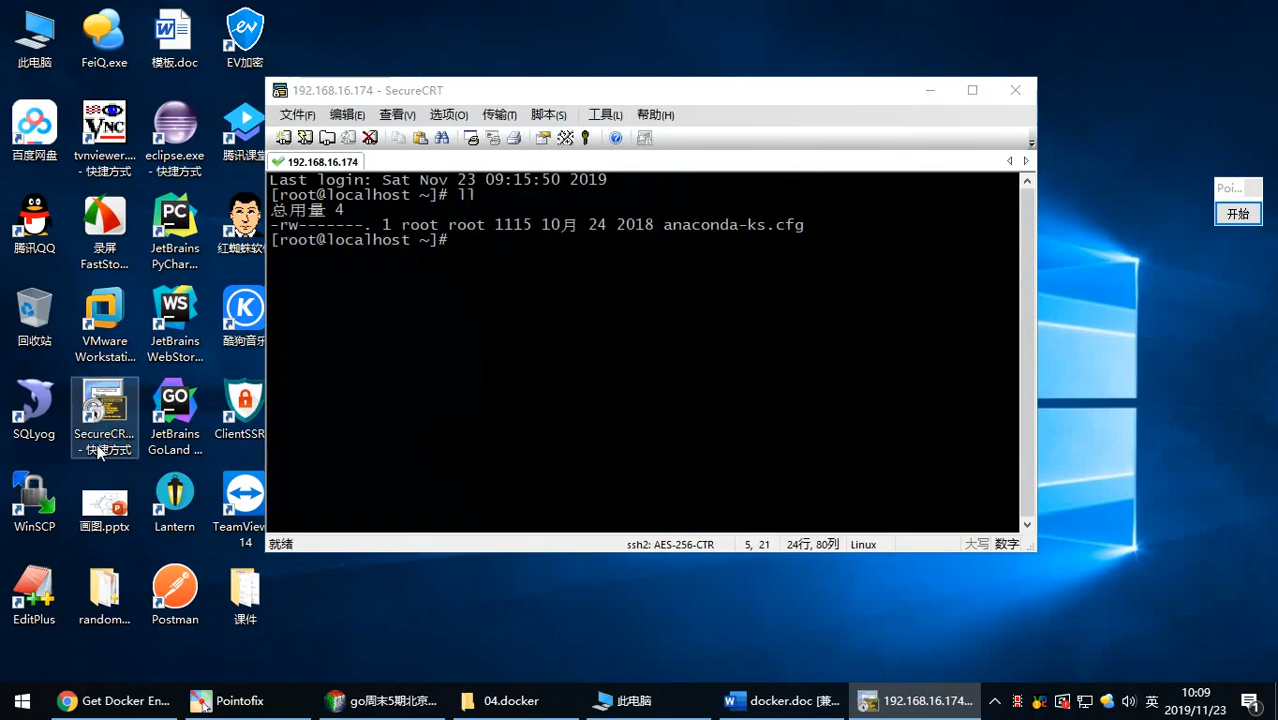 此电脑
FeiQ.exe
模板.doc
EV加密
百度网盘
tvnviewer....
- 快捷方式
eclipse.exe
- 快捷方式
腾讯课堂
腾讯QQ
录屏
FastSto...
JetBrains
PyChar...
红蜘蛛软
回收站
VMware
Workstati...
JetBrains
WebStor...
酷狗音乐
SQLyog
SecureCR...
- 快捷方式
JetBrains
GoLand ...
ClientSSR
WinSCP
画图.pptx
Lantern
TeamView
14
EditPlus
random...
Postman
课件
192.168.16.174 - SecureCRT
文件(F) 编辑(E) 查看(V) 选项(O) 传输(T) 脚本(S) 工具(L) 帮助(H)
192.168.16.174
Last login: Sat Nov 23 09:15:50 2019
[root@localhost ~]# ll
总用量 4
-rw-------. 1 root root 1115 10月 24 2018 anaconda-ks.cfg
[root@localhost ~]#
就绪 ssh2: AES-256-CTR 5, 21 24行, 80列 Linux 大写 数字
Poi...
开始
Get Docker En...
Pointofix
go周末5期北京...
04.docker
此电脑
docker.doc [兼...
192.168.16.174...
英
10:09
2019/11/23